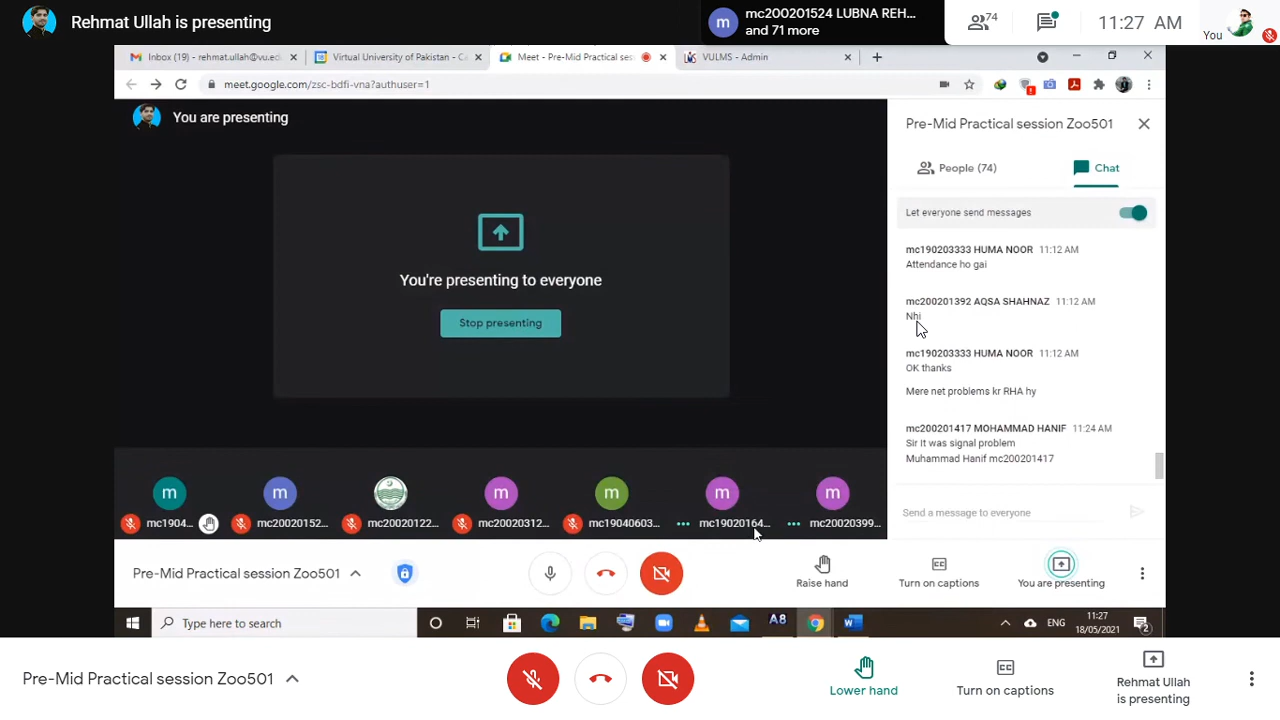 Rehmat Ullah is presenting
m
mc200201524 LUBNA REH...
and 71 more
74
11:27 AM
You
Inbox (19) - rehmat.ullah@vu.ed
Virtual University of Pakistan - Ca
Meet - Pre-Mid Practical ses
VULMS - Admin
meet.google.com/zsc-bdfi-vna?authuser=1
You are presenting
You're presenting to everyone
Stop presenting
Pre-Mid Practical session Zoo501
People (74)
Chat
Let everyone send messages
mc190203333 HUMA NOOR 11:12 AM
Attendance ho gai
mc200201392 AQSA SHAHNAZ 11:12 AM
Nhi
mc190203333 HUMA NOOR 11:12 AM
OK thanks
Mere net problems kr RHA hy
mc200201417 MOHAMMAD HANIF 11:24 AM
Sir It was signal problem
Muhammad Hanif mc200201417
Send a message to everyone
m m m m m m
mc1904... mc20020152... mc20020122... mc20020312... mc19040603... mc19020164... mc20020399...
Pre-Mid Practical session Zoo501
Raise hand
Turn on captions
You are presenting
Type here to search
A8
ENG
11:27
18/05/2021
2
Pre-Mid Practical session Zoo501
Lower hand
Turn on captions
Rehmat Ullah
is presenting